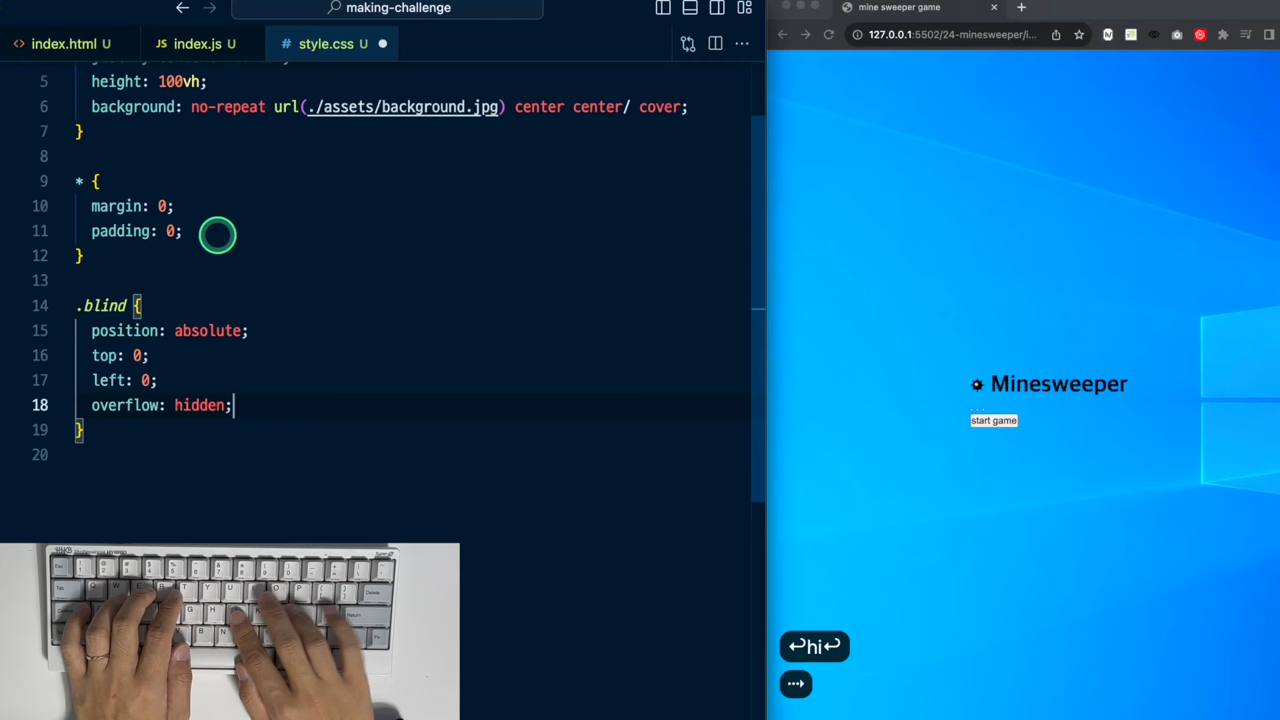 making-challenge
index.html U
JS index.js U
# style.css U
5 height: 100vh;
6 background: no-repeat url(./assets/background.jpg) center center/ cover;
7 }
8
9 * {
10 margin: 0;
11 padding: 0;
12 }
13
14 .blind {
15 position: absolute;
16 top: 0;
17 left: 0;
18 overflow: hidden;
19 }
20
mine sweeper game
127.0.0.1:5502/24-minesweeper/i...
Minesweeper
start game
↩hi↩